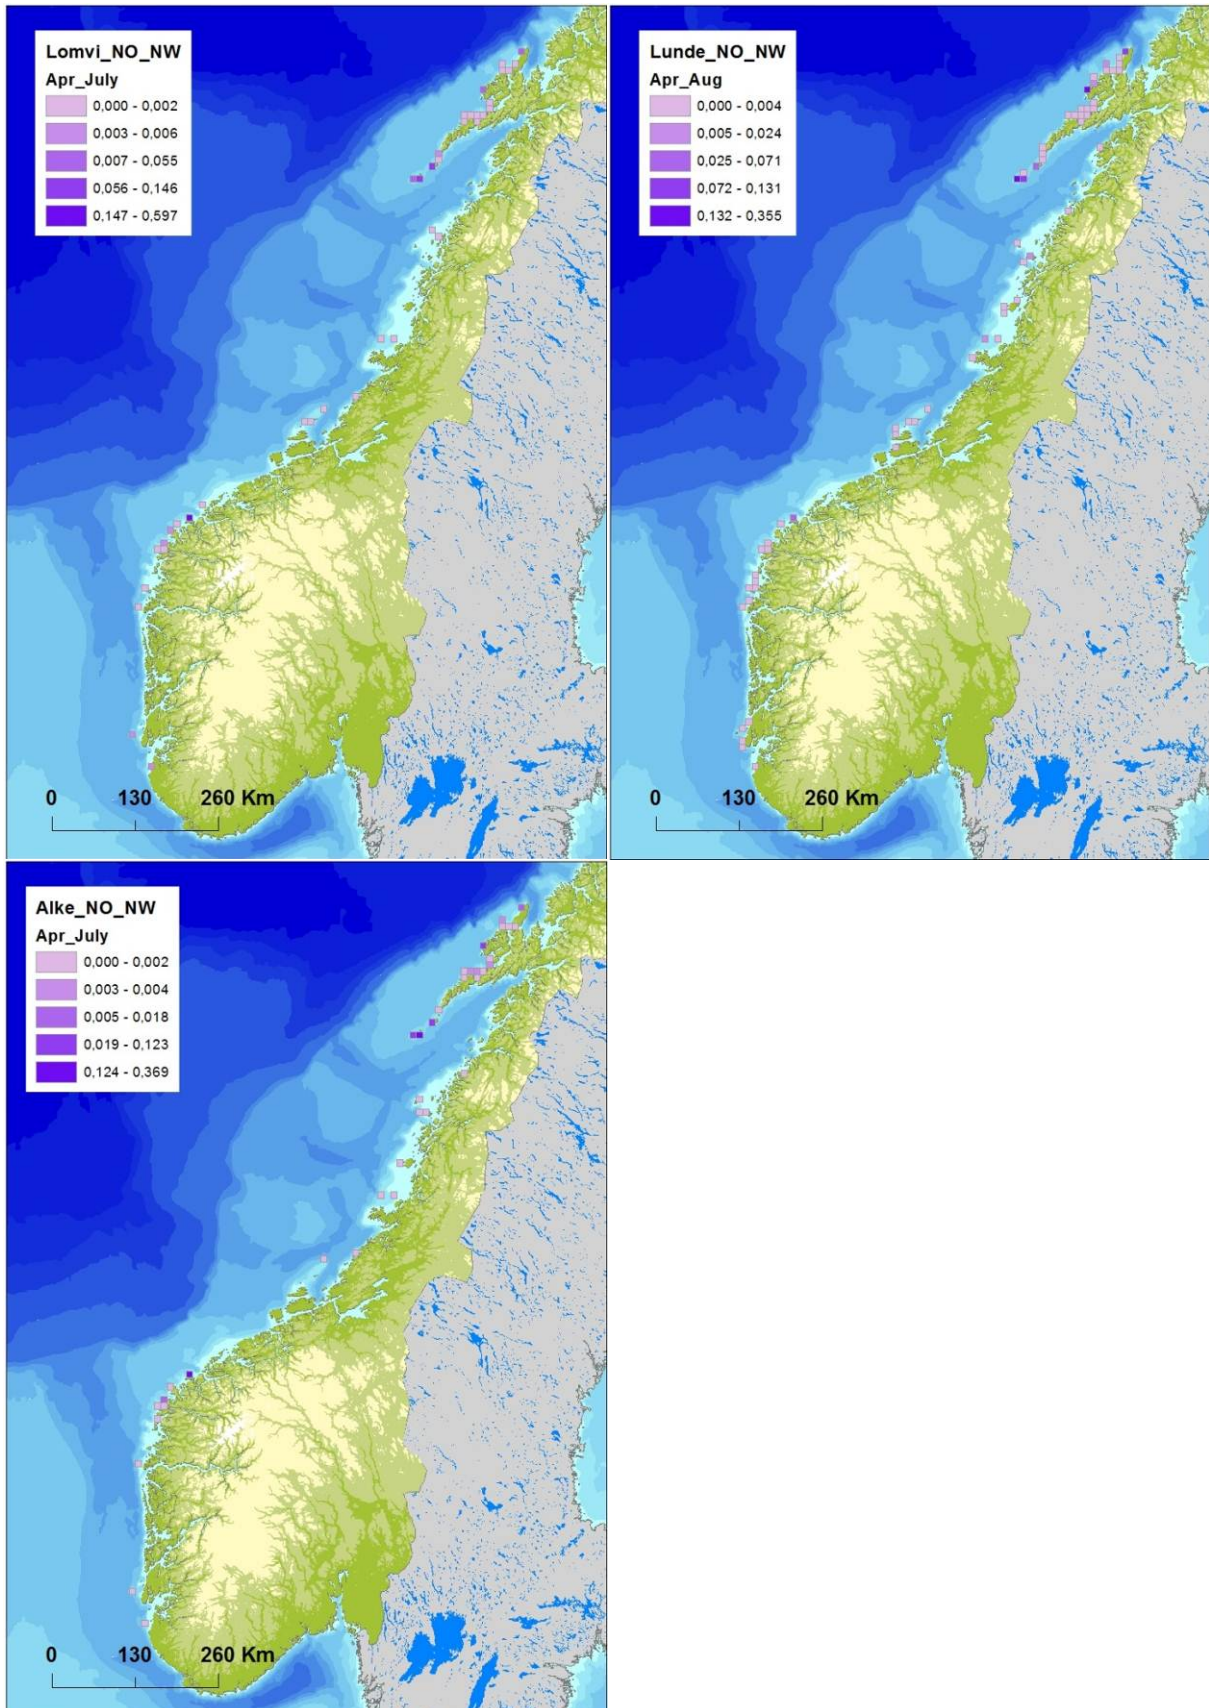 Lomvi_NO_NW
Apr_July
0,000 - 0,002
0,003 - 0,006
0,007 - 0,055
0,056 - 0,146
0,147 - 0,597
0 130 260 Km
Lunde_NO_NW
Apr_Aug
0,000 - 0,004
0,005 - 0,024
0,025 - 0,071
0,072 - 0,131
0,132 - 0,355
0 130 260 Km
Alke_NO_NW
Apr_July
0,000 - 0,002
0,003 - 0,004
0,005 - 0,018
0,019 - 0,123
0,124 - 0,369
0 130 260 Km